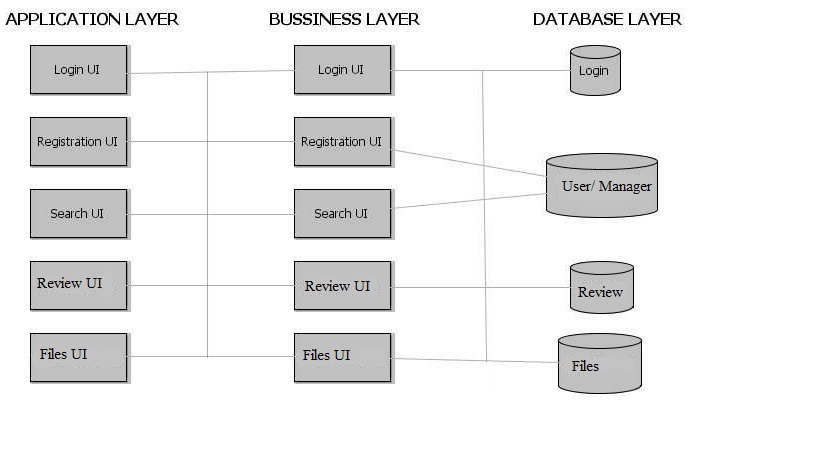 APPLICATION LAYER
BUSSINESS LAYER
DATABASE LAYER
Login UI
Login UI
Login
Registration UI
Registration UI
User/ Manager
Search UI
Search UI
Review UI
Review UI
Review
Files UI
Files UI
Files